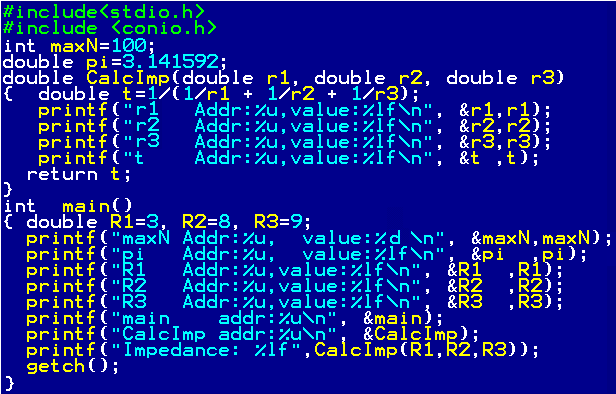 #include<stdio.h>
#include <conio.h>
int  maxN=100;
double pi=3.141592;
double CalcImp(double r1, double r2, double r3)
{  double t=1/(1/r1 + 1/r2 + 1/r3);
   printf("r1   Addr:%u,value:%lf\n", &r1,r1);
   printf("r2   Addr:%u,value:%lf\n", &r2,r2);
   printf("r3   Addr:%u,value:%lf\n", &r3,r3);
   printf("t    Addr:%u,value:%lf\n", &t ,t);
  return t;
}
int  main()
{ double R1=3, R2=8, R3=9;
  printf("maxN Addr:%u,  value:%d \n", &maxN,maxN);
  printf("pi   Addr:%u,  value:%lf\n", &pi  ,pi);
  printf("R1   Addr:%u,value:%lf\n", &R1  ,R1);
  printf("R2   Addr:%u,value:%lf\n", &R2  ,R2);
  printf("R3   Addr:%u,value:%lf\n", &R3  ,R3);
  printf("main    addr:%u\n", &main);
  printf("CalcImp addr:%u\n", &CalcImp);
  printf("Impedance: %lf",CalcImp(R1,R2,R3));
  getch();
}